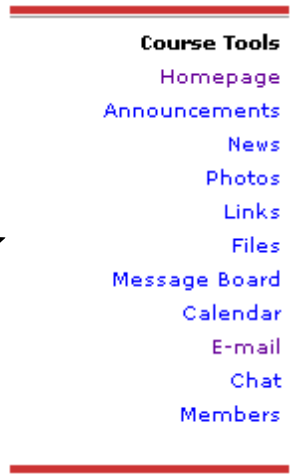 Course Tools
Homepage
Announcements
News
Photos
Links
Files
Message Board
Calendar
E-mail
Chat
Members